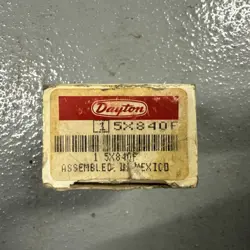 Dayton
1 5X840F
1 5X840F
ASSEMBLED IN MEXICO